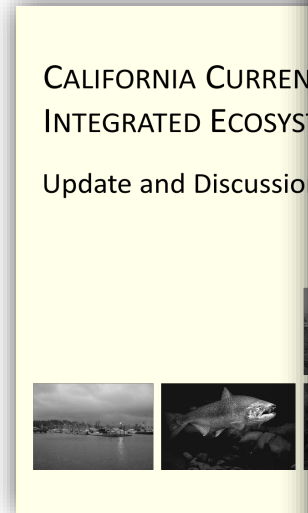 CALIFORNIA CURREN
INTEGRATED ECOSYS
Update and Discussio